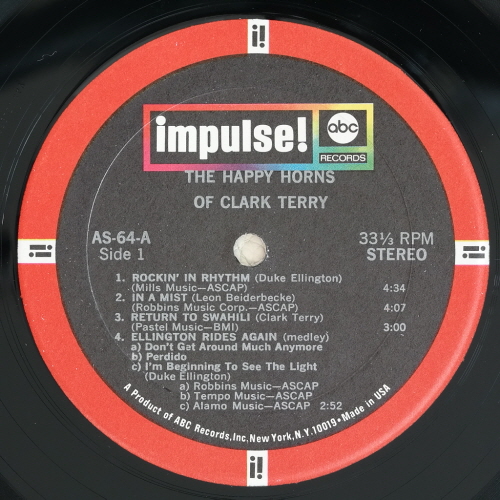 i!
impulse!
abc
RECORDS
THE HAPPY HORNS
OF CLARK TERRY
AS-64-A
Side 1
33⅓ RPM
STEREO
i!i
i!i
1. ROCKIN' IN RHYTHM (Duke Ellington)
(Mills Music—ASCAP) 4:34
2. IN A MIST (Leon Beiderbecke)
(Robbins Music Corp.—ASCAP) 4:07
3. RETURN TO SWAHILI (Clark Terry)
(Pastel Music—BMI) 3:00
4. ELLINGTON RIDES AGAIN (medley)
a) Don't Get Around Much Anymore
b) Perdido
c) I'm Beginning To See The Light
(Duke Ellington)
a) Robbins Music—ASCAP
b) Tempo Music—ASCAP
c) Alamo Music—ASCAP 2:52
A Product of ABC Records, Inc, New York, N.Y. 10019 • Made in USA
i!